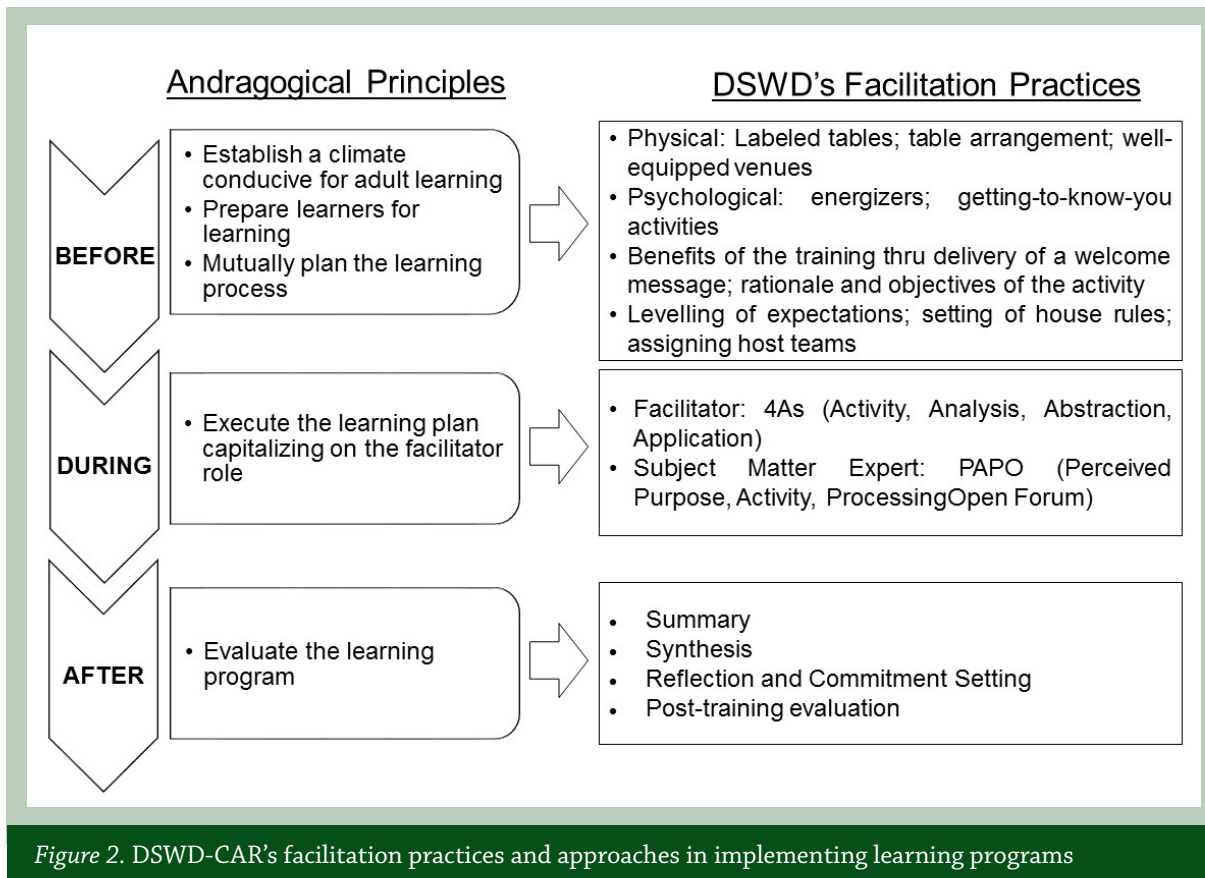 Andragogical Principles
DSWD's Facilitation Practices
BEFORE
• Establish a climate
conducive for adult learning
• Prepare learners for
learning
• Mutually plan the learning
process
• Physical: Labeled tables; table arrangement; well-
equipped venues
• Psychological: energizers; getting-to-know-you
activities
• Benefits of the training thru delivery of a welcome
message; rationale and objectives of the activity
• Levelling of expectations; setting of house rules;
assigning host teams
DURING
• Execute the learning plan
capitalizing on the facilitator
role
• Facilitator: 4As (Activity, Analysis, Abstraction,
Application)
• Subject Matter Expert: PAPO (Perceived
Purpose, Activity, ProcessingOpen Forum)
AFTER
• Evaluate the learning
program
• Summary
• Synthesis
• Reflection and Commitment Setting
• Post-training evaluation
Figure 2. DSWD-CAR's facilitation practices and approaches in implementing learning programs